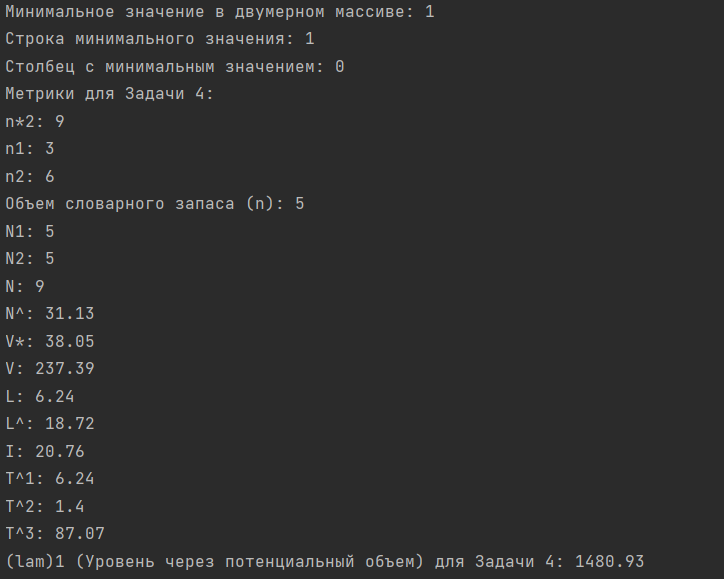 Минимальное значение в двумерном массиве: 1
Строка минимального значения: 1
Столбец с минимальным значением: 0
Метрики для Задачи 4:
n*2: 9
n1: 3
n2: 6
Объем словарного запаса (n): 5
N1: 5
N2: 5
N: 9
N^: 31.13
V*: 38.05
V: 237.39
L: 6.24
L^: 18.72
I: 20.76
T^1: 6.24
T^2: 1.4
T^3: 87.07
(lam)1 (Уровень через потенциальный объем) для Задачи 4: 1480.93